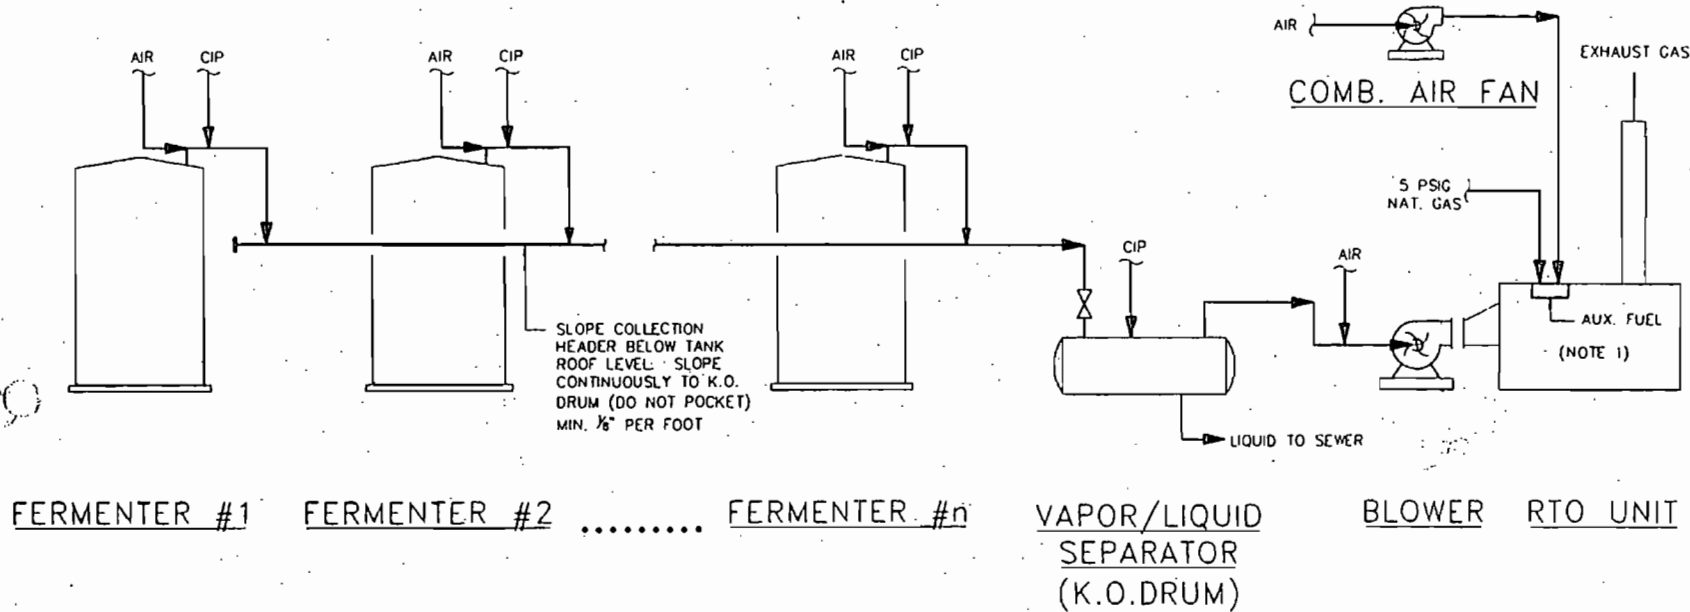 AIR
CIP
AIR
CIP
AIR
CIP
AIR
COMB. AIR FAN
EXHAUST GAS
5 PSIG
NAT. GAS
CIP
AIR
AUX. FUEL
(NOTE 1)
SLOPE COLLECTION
HEADER BELOW TANK
ROOF LEVEL. SLOPE
CONTINUOUSLY TO K.O.
DRUM (DO NOT POCKET)
MIN. ⅛" PER FOOT
LIQUID TO SEWER
FERMENTER #1
FERMENTER #2
.........
FERMENTER #n
VAPOR/LIQUID
SEPARATOR
(K.O.DRUM)
BLOWER
RTO UNIT